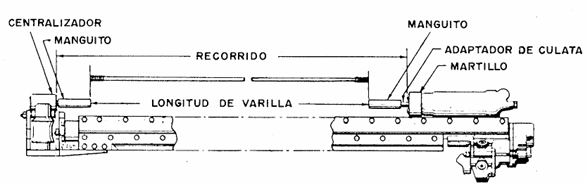 CENTRALIZADOR
MANGUITO
MANGUITO
RECORRIDO
ADAPTADOR DE CULATA
MARTILLO
LONGITUD DE VARILLA